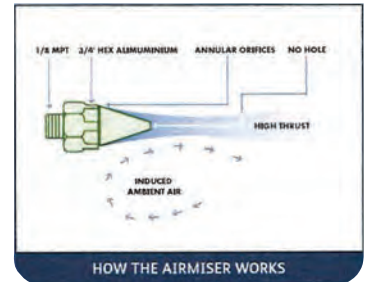 1/8 MPT 3/4" HEX ALIMUMINIUM ANNULAR ORIFICES NO HOLE
HIGH THRUST
INDUCED
AMBIENT AIR
HOW THE AIRMISER WORKS